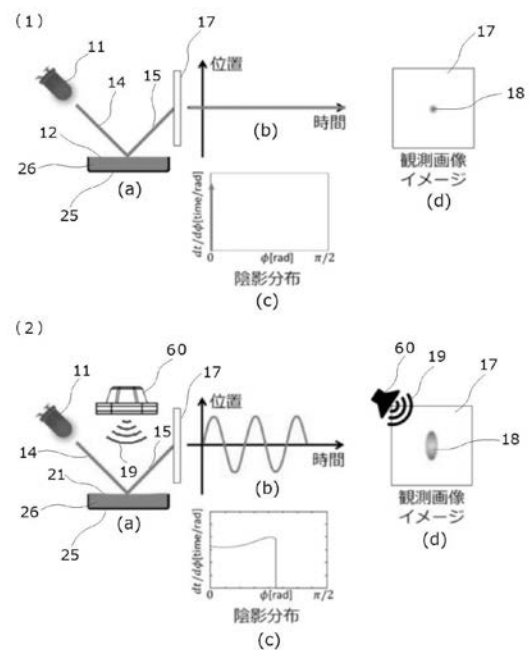 (1)
11
17
14
15
位置
時間
12
26
25
(a)
(b)
17
18
観測画像
イメージ
(d)
dt/dϕ[time/rad]
0
ϕ[rad]
π/2
陰影分布
(c)
(2)
11
60
17
14
19
15
位置
時間
21
26
25
(a)
(b)
60
19
17
18
観測画像
イメージ
(d)
dt/dϕ[time/rad]
0
ϕ[rad]
π/2
陰影分布
(c)